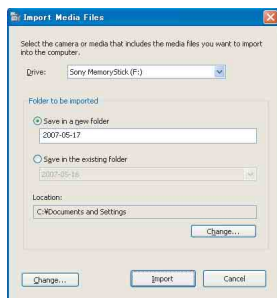 Import Media Files
Select the camera or media that includes the media files you want to import
into the computer.
Drive:
Sony MemoryStick (F:)
Folder to be imported
Save in a new folder
2007-05-17
Save in the existing folder
2007-05-16
Location:
C:¥Documents and Settings
Change...
Change...
Import
Cancel